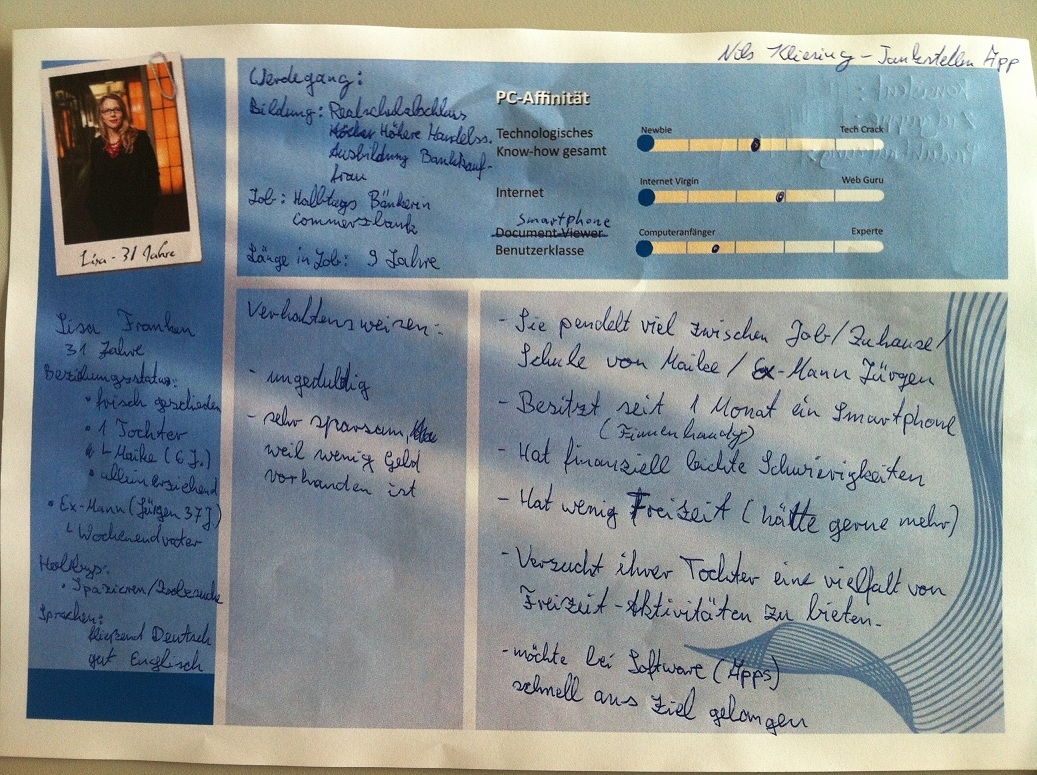 Nils Kliesing - Tankstellen App
Lisa - 31 Jahre
Werdegang:
Bildung: Realschulabschluss
Höhere Handelss.
Ausbildung Bankkauf-
frau
Job: Halbtags Bänkerin
Commerzbank
Länge in Job: 9 Jahre
PC-Affinität
Technologisches
Know-how gesamt
Newbie
Tech Crack
Internet
Internet Virgin
Web Guru
Smartphone
Document-Viewer
Benutzerklasse
Computeranfänger
Experte
Lisa Franken
31 Jahre
Beziehungsstatus:
• frisch geschieden
• 1 Tochter
└ Maike (6 J.)
• alleinerziehend
• Ex-Mann (Jürgen 37 J.)
└ Wochenendvater
Hobbys:
• Spazieren/
Sprachen:
fließend Deutsch
gut Englisch
Verhaltensweisen:
- ungeduldig
- sehr sparsam,
weil wenig Geld
vorhanden ist
- Sie pendelt viel zwischen Job/Zuhause/
Schule von Maike/Ex-Mann Jürgen
- Besitzt seit 1 Monat ein Smartphone
(Firmenhandy)
- Hat finanziell leichte Schwierigkeiten
- Hat wenig Freizeit (hätte gerne mehr)
- Versucht ihrer Tochter eine vielfalt von
Freizeit-Aktivitäten zu bieten.
- möchte bei Software (Apps)
schnell ans Ziel gelangen